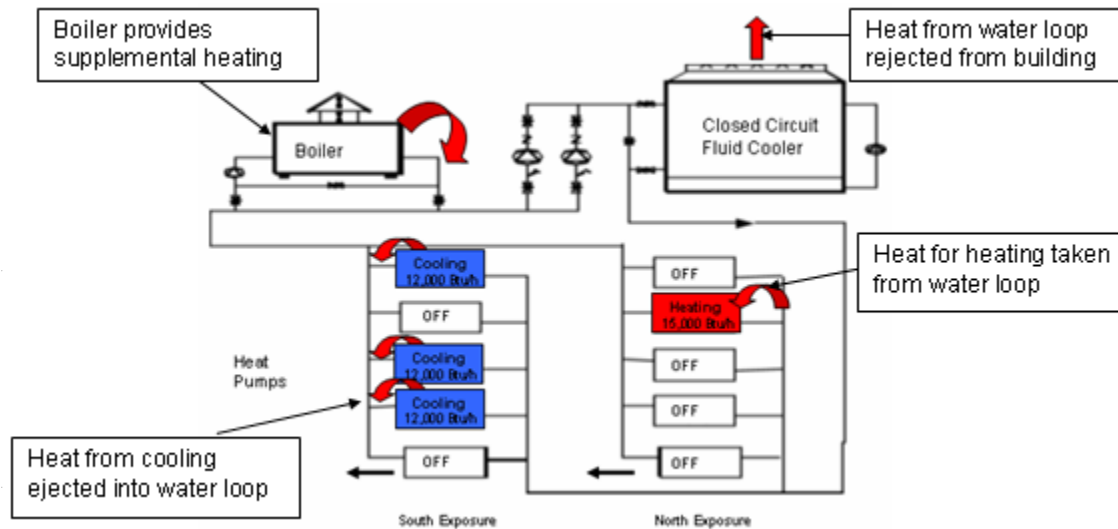 Boiler provides
supplemental heating
Heat from water loop
rejected from building
Boiler
Closed Circuit
Fluid Cooler
Heat for heating taken
from water loop
Cooling
12,000 Btu/h
OFF
Cooling
12,000 Btu/h
Cooling
12,000 Btu/h
OFF
OFF
Heating
15,000 Btu/h
OFF
OFF
OFF
Heat
Pumps
Heat from cooling
ejected into water loop
South Exposure
North Exposure